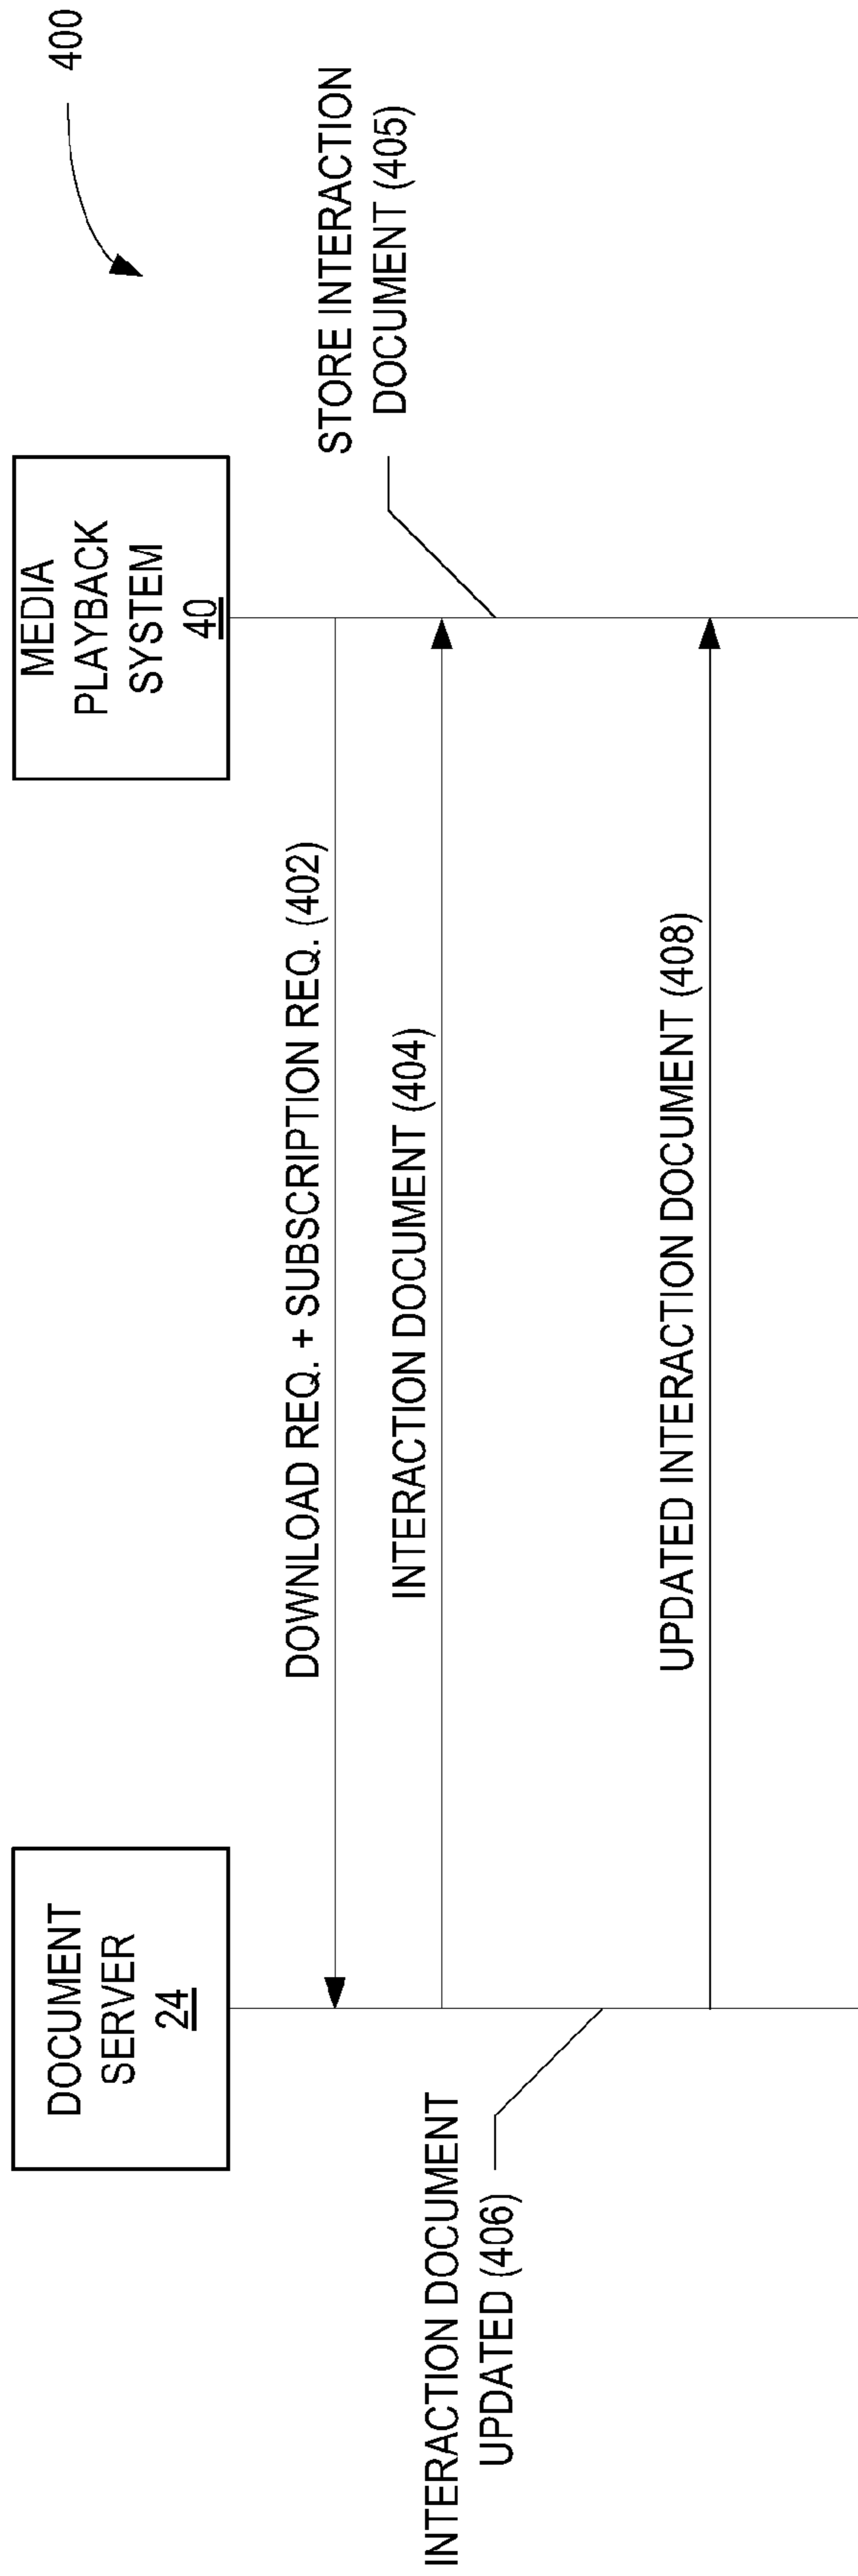 400
DOCUMENT
SERVER
24
MEDIA
PLAYBACK
SYSTEM
40
DOWNLOAD REQ. + SUBSCRIPTION REQ. (402)
INTERACTION DOCUMENT (404)
STORE INTERACTION
DOCUMENT (405)
INTERACTION DOCUMENT
UPDATED (406)
UPDATED INTERACTION DOCUMENT (408)